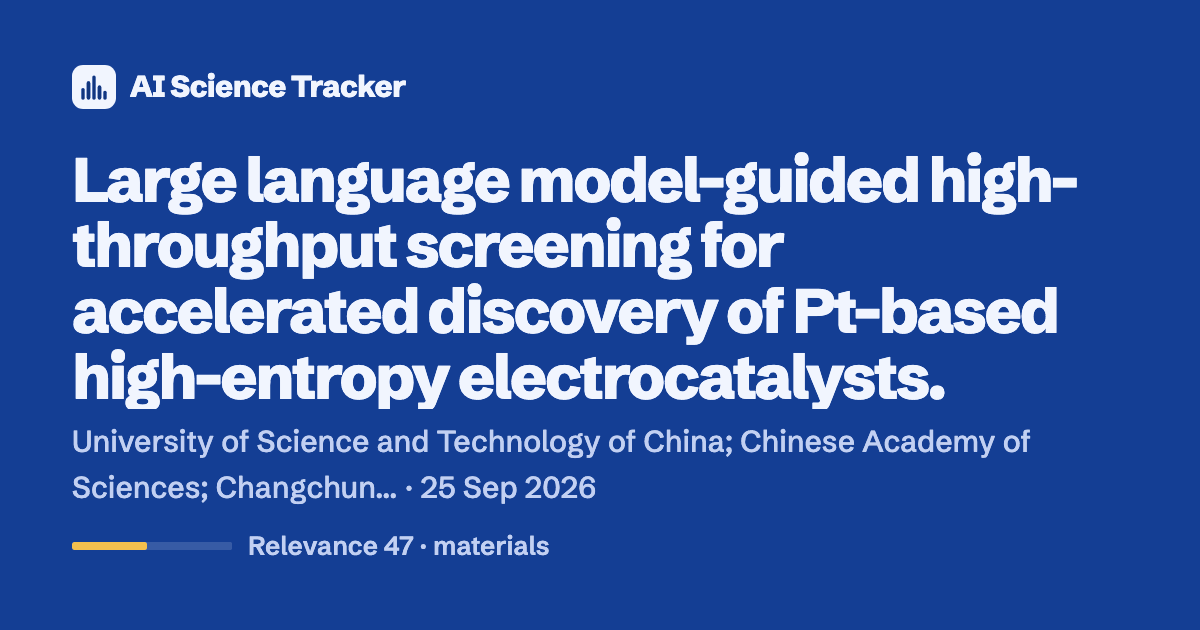 AI Science Tracker
Large language model-guided high-
throughput screening for
accelerated discovery of Pt-based
high-entropy electrocatalysts.
University of Science and Technology of China; Chinese Academy of
Sciences; Changchun... · 25 Sep 2026
Relevance 47 · materials